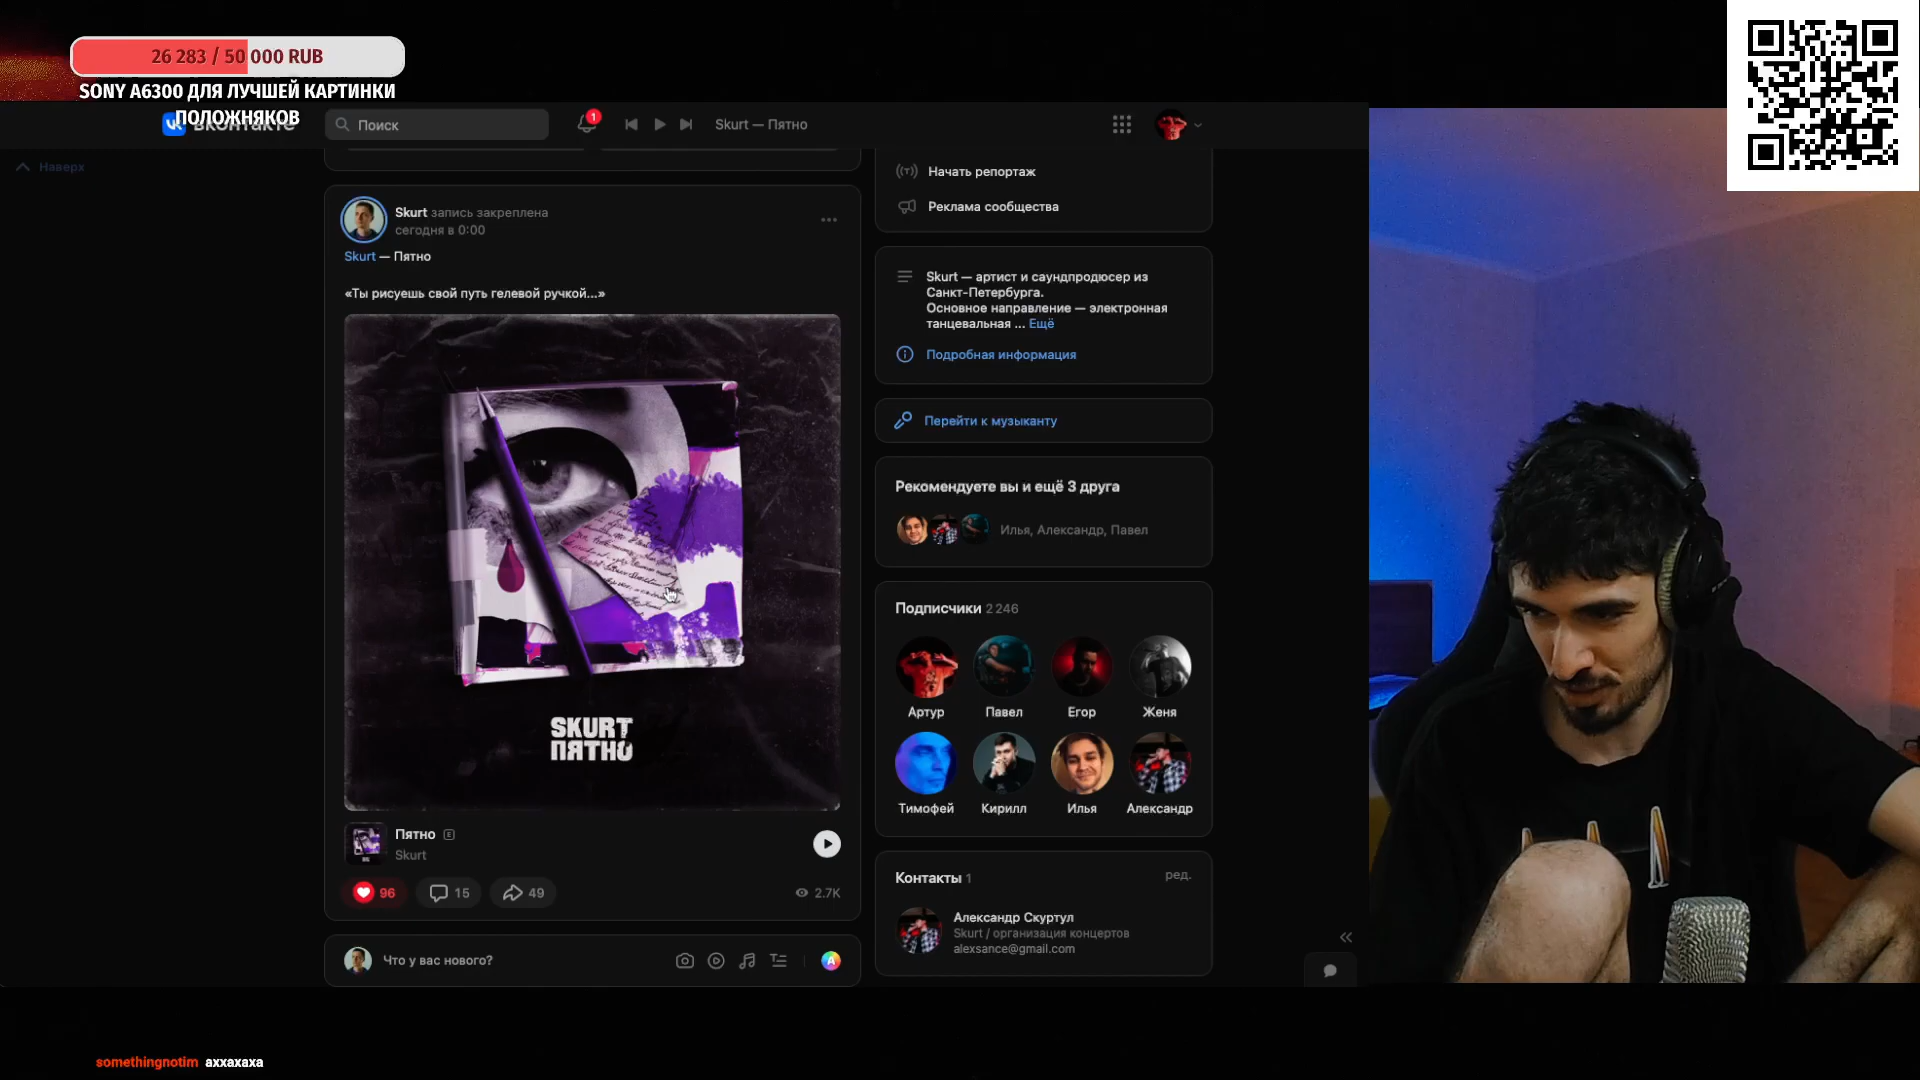 26 283 / 50 000 RUB
SONY A6300 ДЛЯ ЛУЧШЕЙ КАРТИНКИ
ПОЛОЖНЯКОВ
ВКОНТАКТЕ
Поиск
1
Skurt — Пятно
Наверх
Skurt запись закреплена
сегодня в 0:00
Skurt — Пятно
«Ты рисуешь свой путь гелевой ручкой...»
SKURT
ПЯТНО
Пятно E
Skurt
96
15
49
2.7K
Что у вас нового?
Начать репортаж
Реклама сообщества
Skurt — артист и саундпродюсер из
Санкт-Петербурга.
Основное направление — электронная
танцевальная ... Ещё
Подробная информация
Перейти к музыканту
Рекомендуете вы и ещё 3 друга
Илья, Александр, Павел
Подписчики 2 246
Артур
Павел
Егор
Женя
Тимофей
Кирилл
Илья
Александр
Контакты 1
ред.
Александр Скуртул
Skurt / организация концертов
alexsance@gmail.com
somethingnotim аххахаха